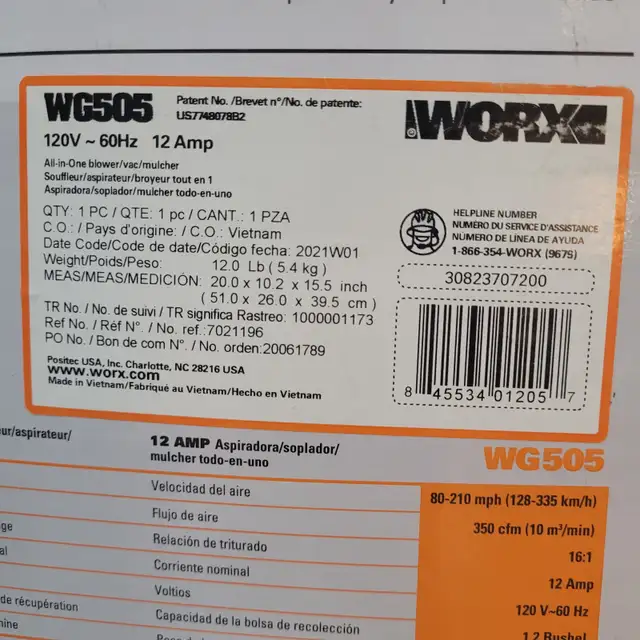 WG505
Patent No. /Brevet n°/No. de patente:
US7748078B2
WORX
®
120V ~ 60Hz 12 Amp
All-in-One blower/vac/mulcher
Souffleur/aspirateur/broyeur tout en 1
Aspiradora/soplador/mulcher todo-en-uno
QTY: 1 PC / QTE: 1 pc / CANT.: 1 PZA
C.O.: / Pays d'origine: / C.O.: Vietnam
Date Code/Code de date/Código fecha: 2021W01
Weight/Poids/Peso: 12.0 Lb ( 5.4 kg )
MEAS/MEAS/MEDICIÓN: 20.0 x 10.2 x 15.5 inch
( 51.0 x 26.0 x 39.5 cm )
TR No. / No. de suivi / TR significa Rastreo: 1000001173
Ref No. / Réf N°. / No. ref.:7021196
PO No. / Bon de com N°. / No. orden:20061789
Positec USA, Inc. Charlotte, NC 28216 USA
www.worx.com
Made in Vietnam/Fabriqué au Vietnam/Hecho en Vietnam
HELPLINE NUMBER
NUMÉRO DU SERVICE D'ASSISTANCE
NÚMERO DE LÍNEA DE AYUDA
1-866-354-WORX (9679)
30823707200
8 45534 01205 7
eur/aspirateur/
12 AMP Aspiradora/soplador/
mulcher todo-en-uno
WG505
Velocidad del aire 80-210 mph (128-335 km/h)
Flujo de aire 350 cfm (10 m³/min)
Relación de triturado 16:1
Corriente nominal 12 Amp
Voltios 120 V~60 Hz
de récupération Capacidad de la bolsa de recolección 1.2 Bushel